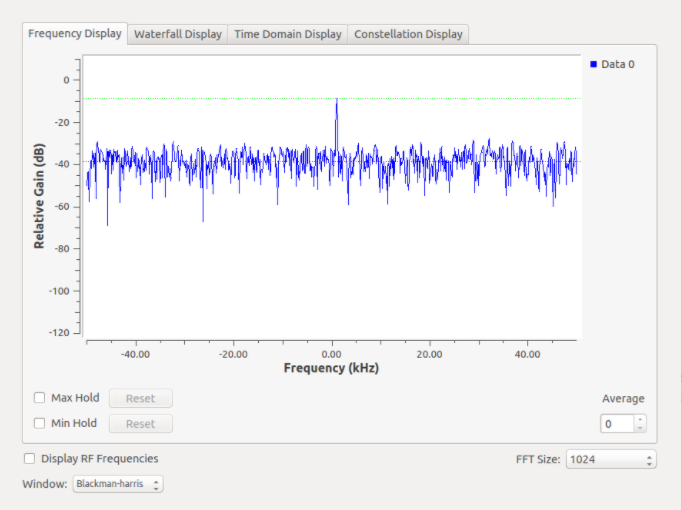 Frequency Display Waterfall Display Time Domain Display Constellation Display
Data 0
0
-20
-40
-60
-80
-100
-120
Relative Gain (dB)
-40.00 -20.00 0.00 20.00 40.00
Frequency (kHz)
Max Hold Reset Average
Min Hold Reset 0
Display RF Frequencies FFT Size: 1024
Window: Blackman-harris